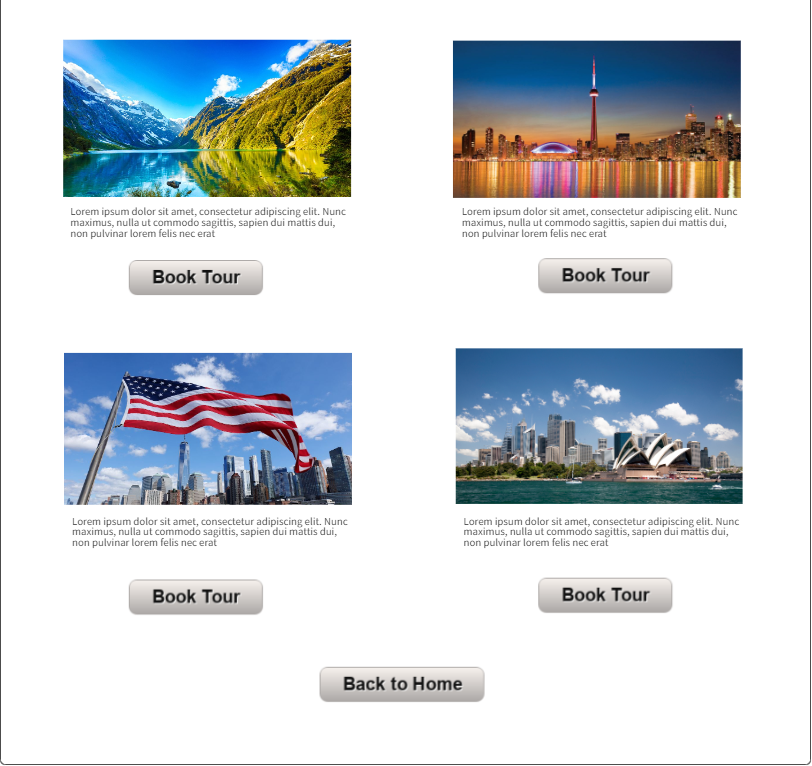 Lorem ipsum dolor sit amet, consectetur adipiscing elit. Nunc
maximus, nulla ut commodo sagittis, sapien dui mattis dui,
non pulvinar lorem felis nec erat
Book Tour
Lorem ipsum dolor sit amet, consectetur adipiscing elit. Nunc
maximus, nulla ut commodo sagittis, sapien dui mattis dui,
non pulvinar lorem felis nec erat
Book Tour
Lorem ipsum dolor sit amet, consectetur adipiscing elit. Nunc
maximus, nulla ut commodo sagittis, sapien dui mattis dui,
non pulvinar lorem felis nec erat
Book Tour
Lorem ipsum dolor sit amet, consectetur adipiscing elit. Nunc
maximus, nulla ut commodo sagittis, sapien dui mattis dui,
non pulvinar lorem felis nec erat
Book Tour
Back to Home